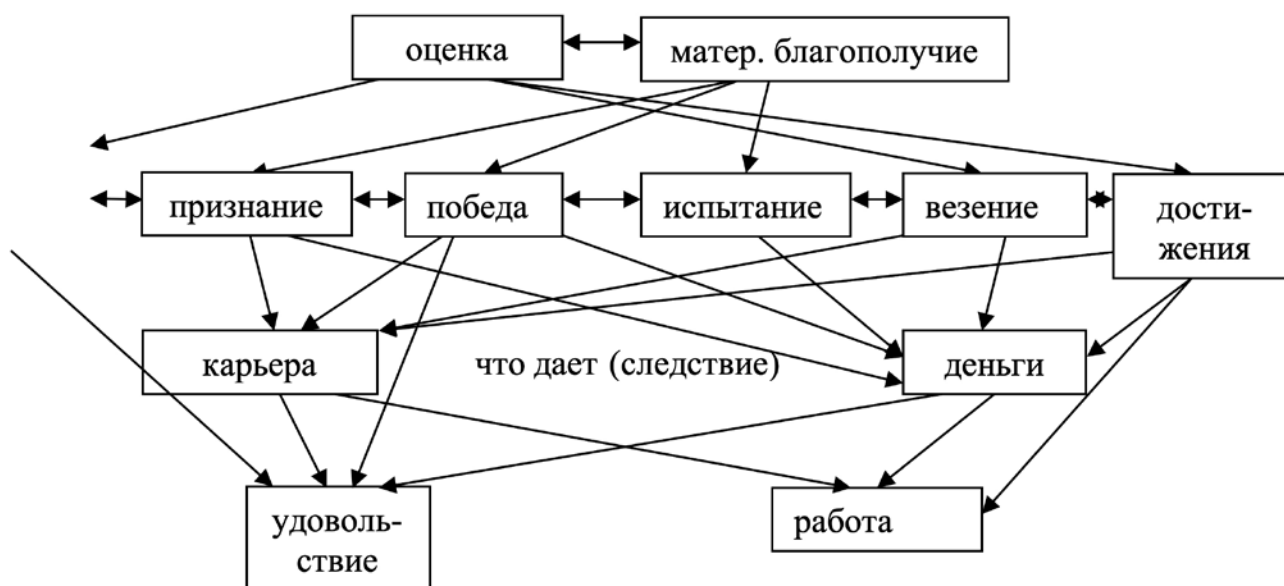 оценка
матер. благополучие
признание
победа
испытание
везение
дости-
жения
карьера
что дает (следствие)
деньги
удоволь-
ствие
работа